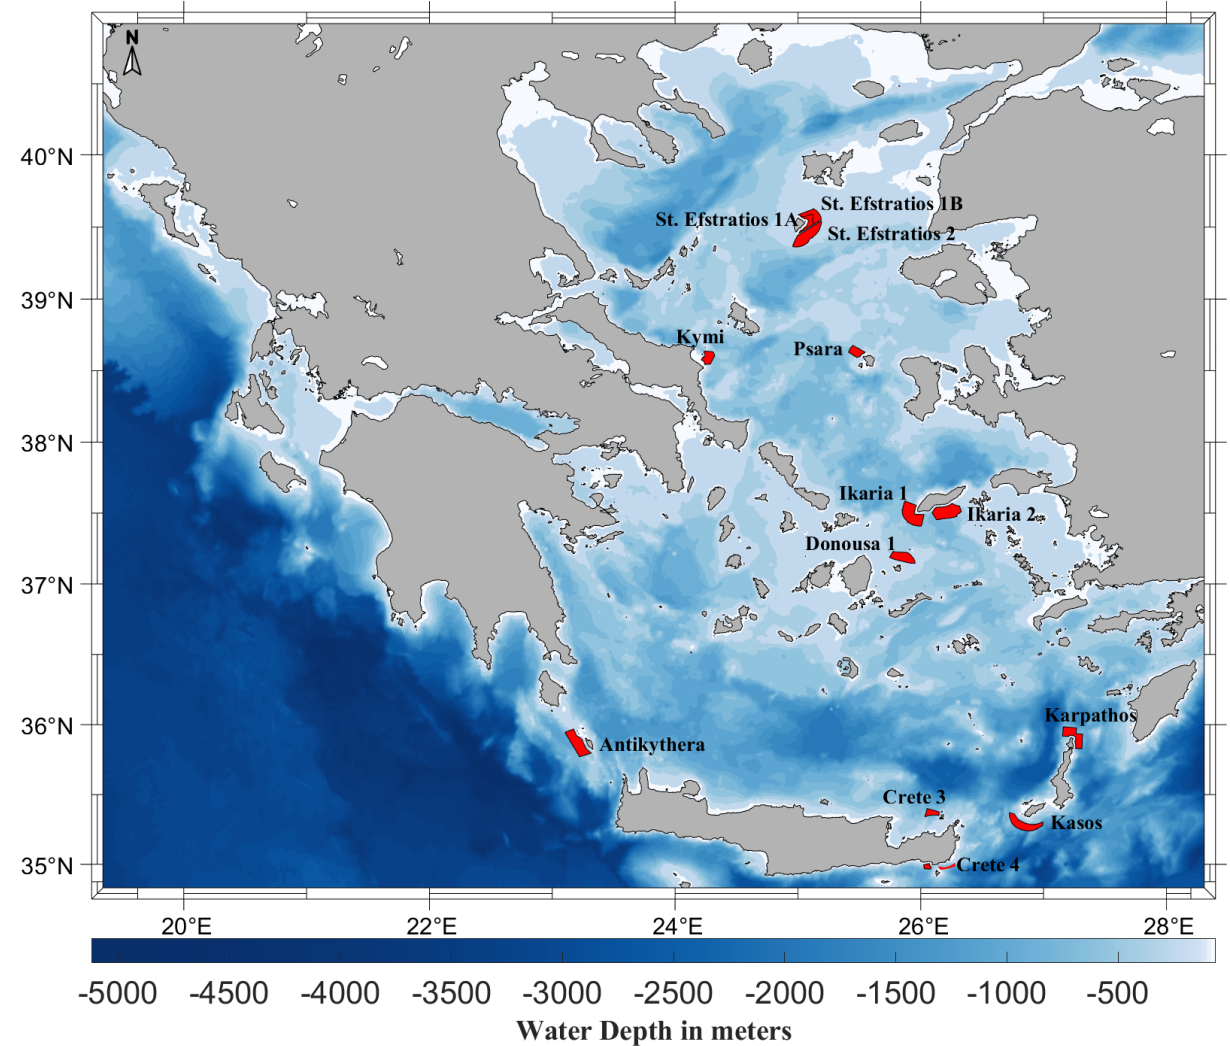 N
40°N
St. Efstratios 1B
St. Efstratios 1A
St. Efstratios 2
39°N
Kymi
Psara
38°N
Ikaria 1
Ikaria 2
Donousa 1
37°N
36°N
Karpathos
Antikythera
Crete 3
Kasos
35°N
Crete 4
20°E 22°E 24°E 26°E 28°E
-5000 -4500 -4000 -3500 -3000 -2500 -2000 -1500 -1000 -500
Water Depth in meters